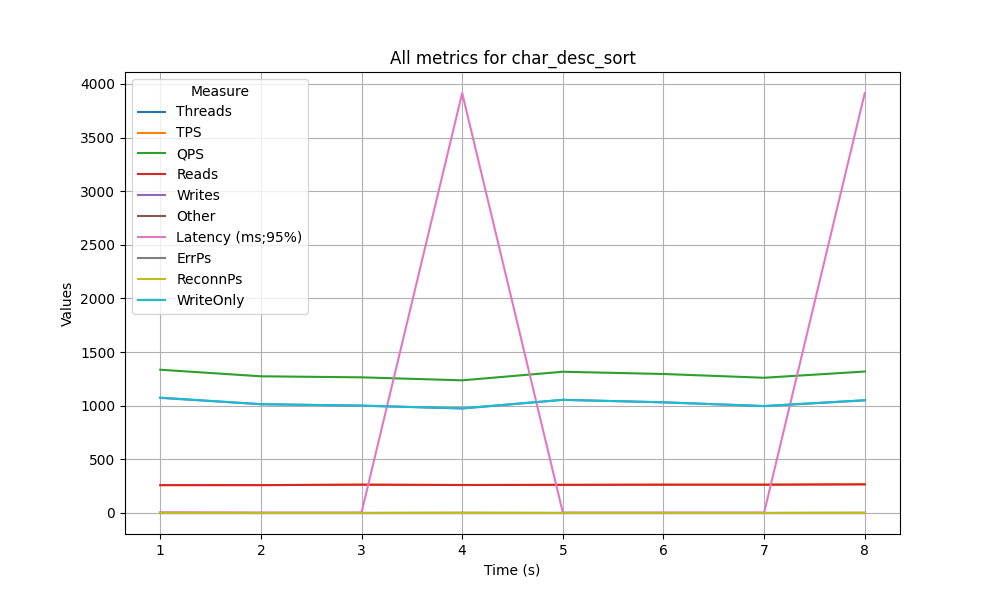 All metrics for char_desc_sort
4000
3500
3000
2500
2000
1500
1000
500
0
Values
Measure
Threads
TPS
QPS
Reads
Writes
Other
Latency (ms;95%)
ErrPs
ReconnPs
WriteOnly
1 2 3 4 5 6 7 8
Time (s)